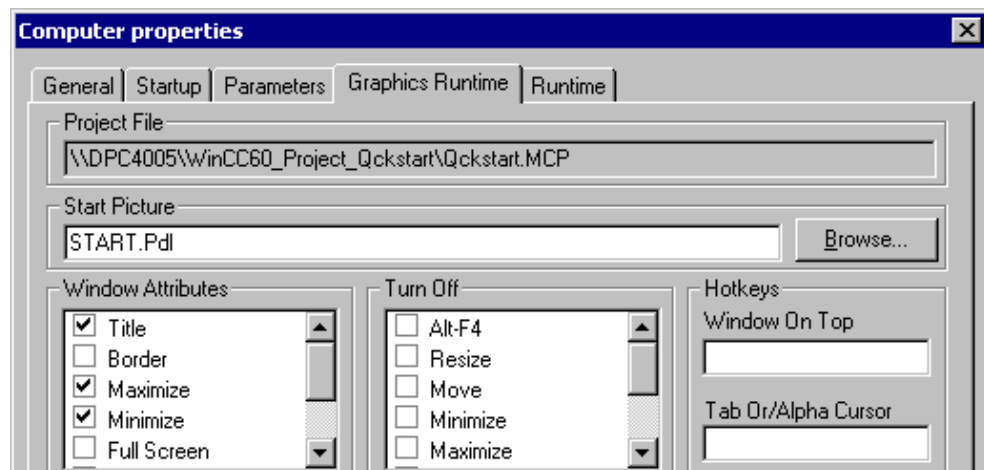 Computer properties
General Startup Parameters Graphics Runtime Runtime
Project File
\\DPC4005\WinCC60_Project_Qckstart\Qckstart.MCP
Start Picture
START.Pdl
Browse...
Window Attributes
Title
Border
Maximize
Minimize
Full Screen
Turn Off
Alt-F4
Resize
Move
Minimize
Maximize
Hotkeys
Window On Top
Tab Or/Alpha Cursor